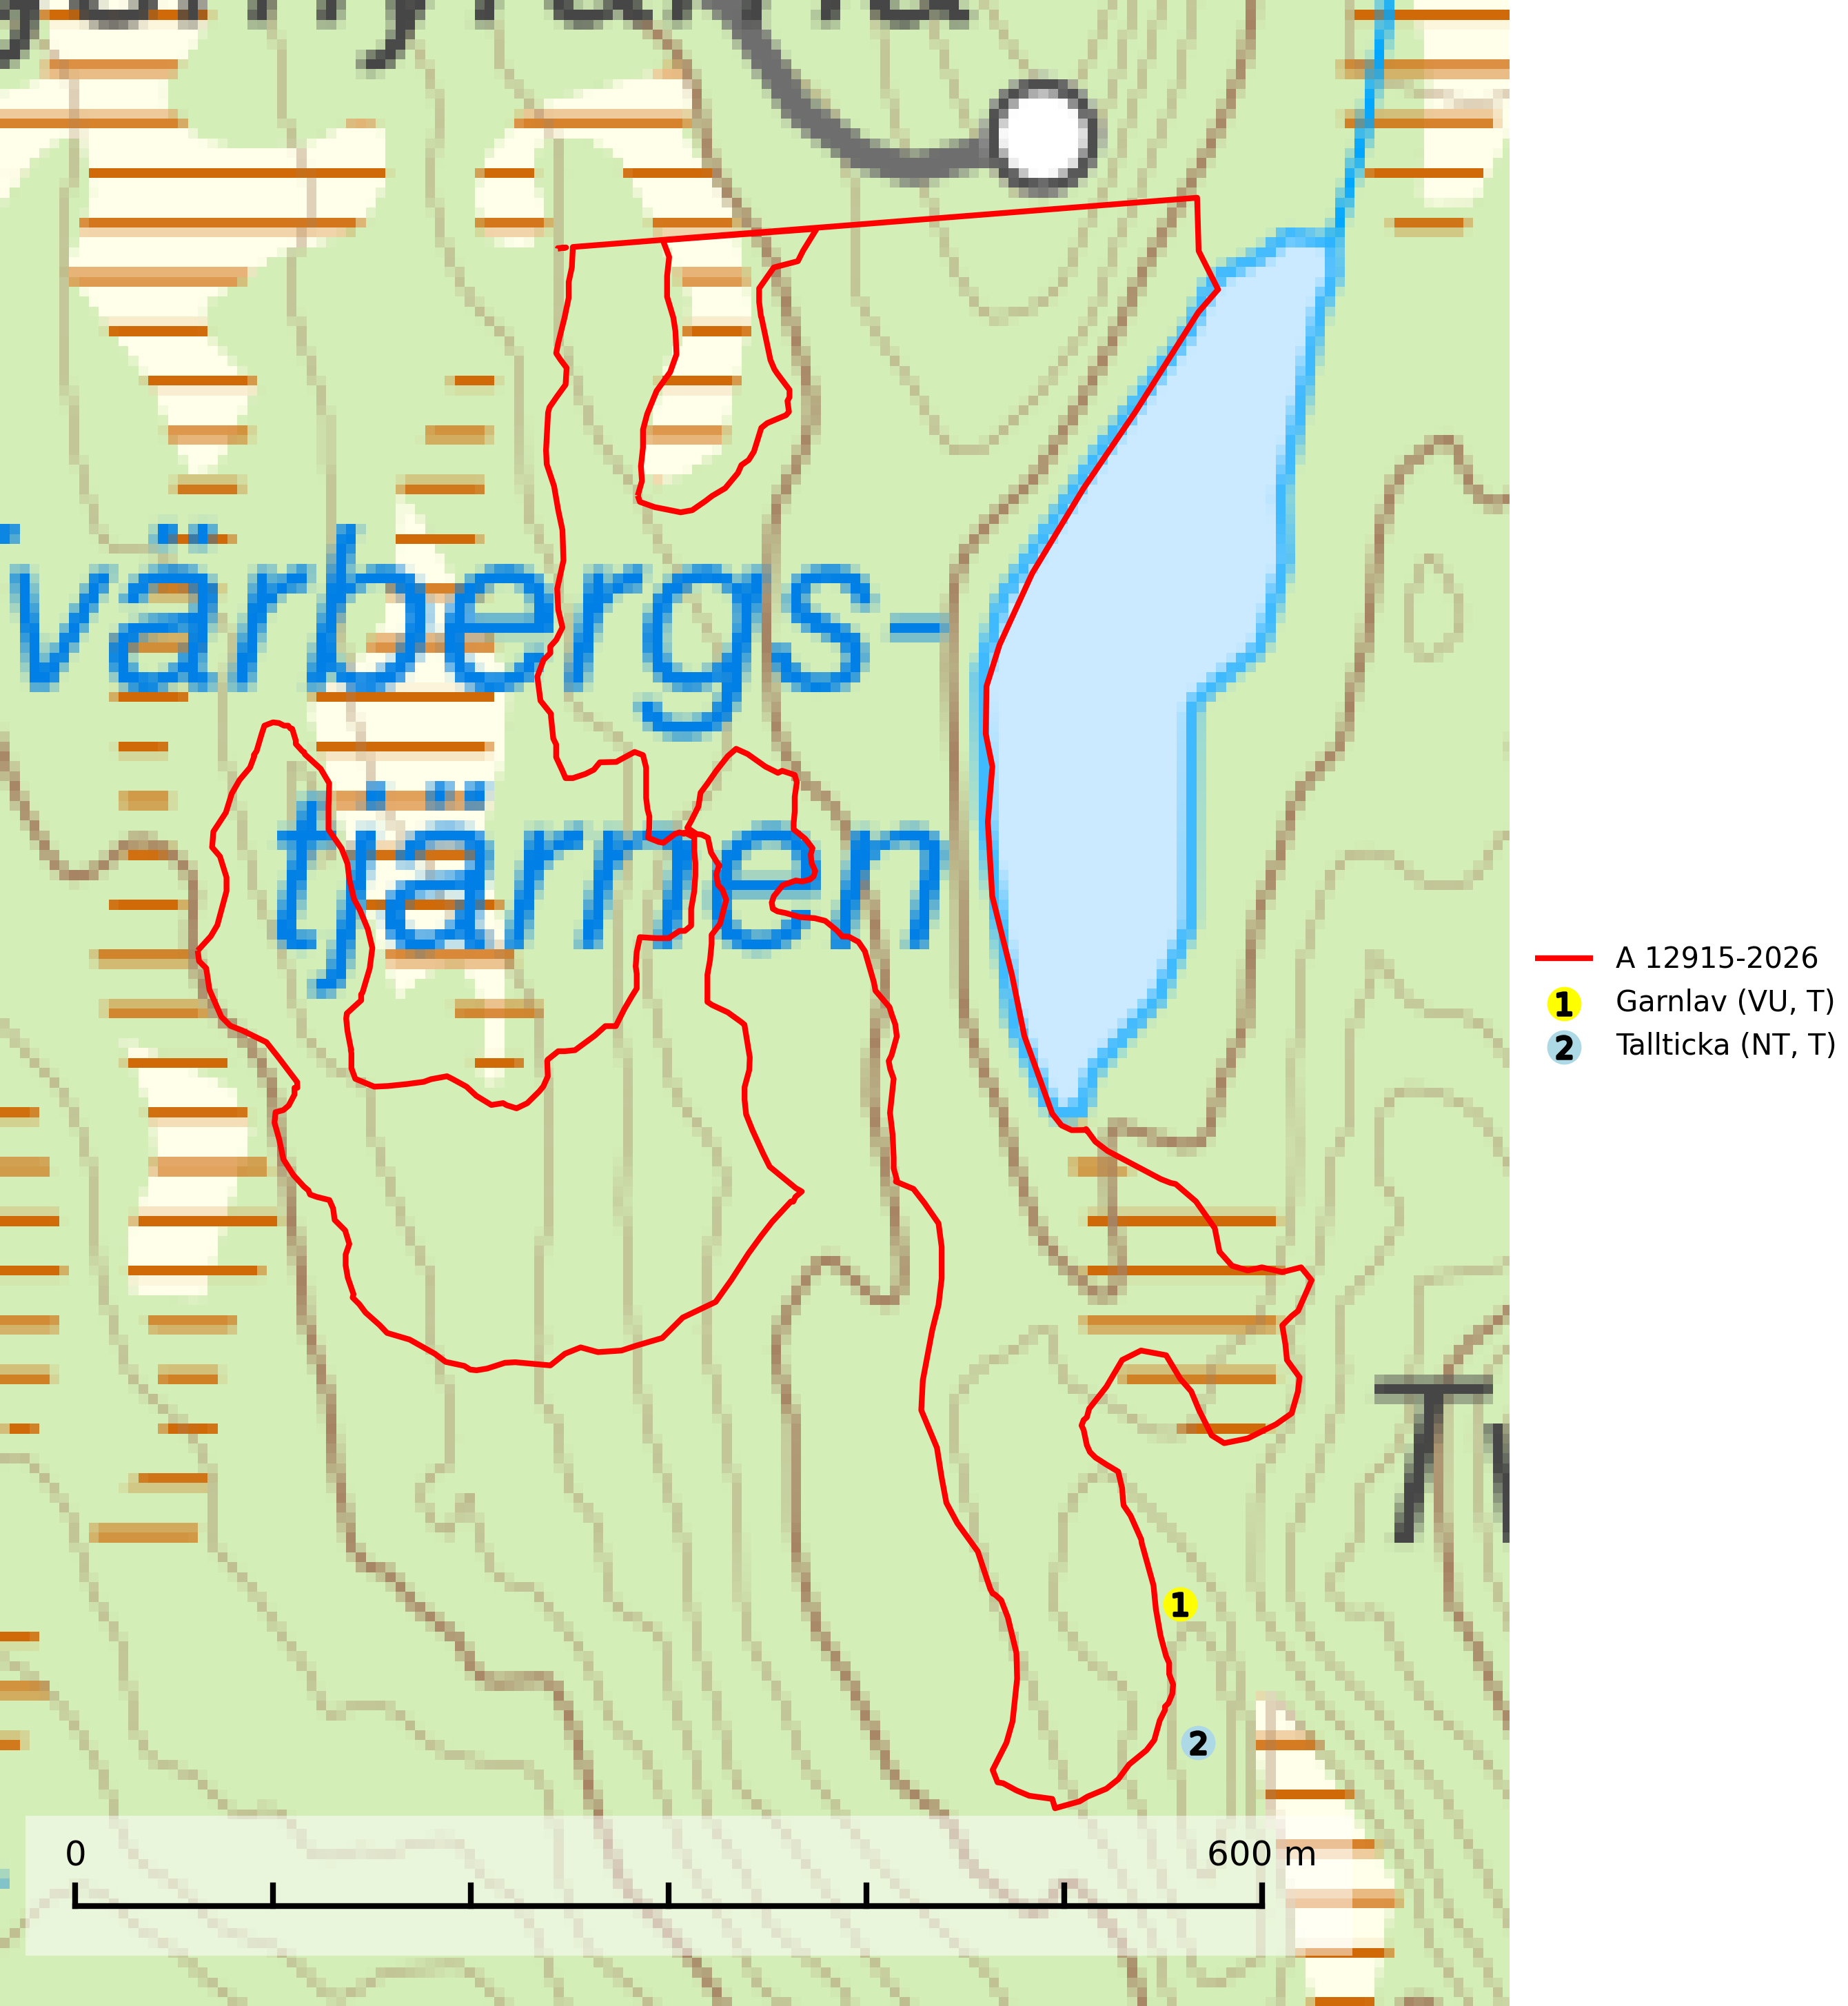 värbergs-
tjärnen
A 12915-2026
1 Garnlav (VU, T)
2 Tallticka (NT, T)
1
2
0 600 m